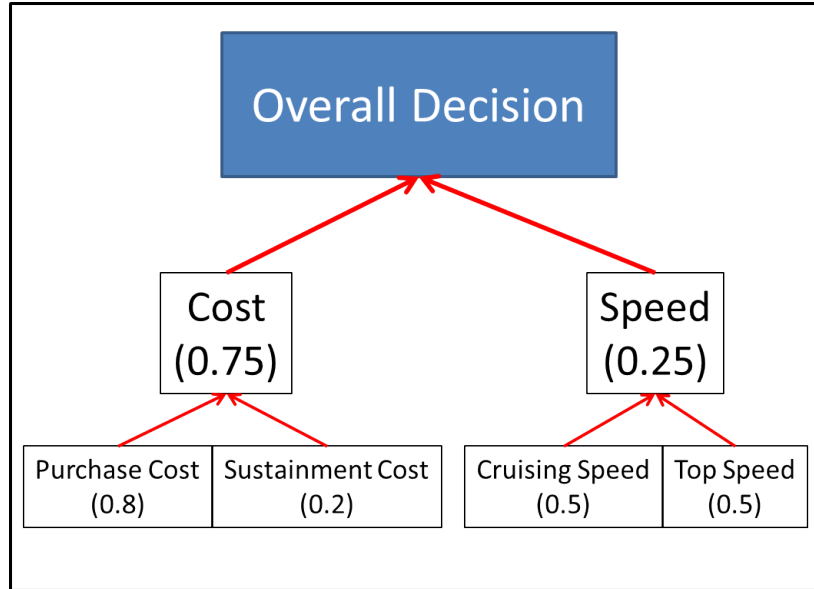 Overall Decision
Cost
(0.75)
Speed
(0.25)
Purchase Cost
(0.8)
Sustainment Cost
(0.2)
Cruising Speed
(0.5)
Top Speed
(0.5)